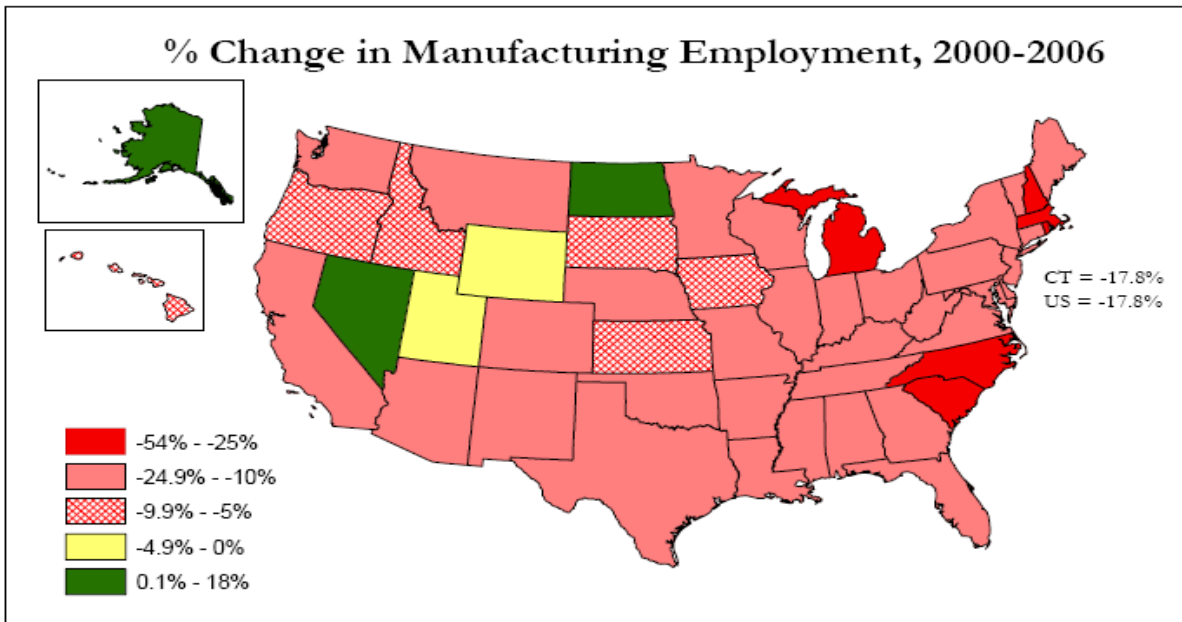 % Change in Manufacturing Employment, 2000-2006
CT = -17.8%
US = -17.8%
-54% - -25%
-24.9% - -10%
-9.9% - -5%
-4.9% - 0%
0.1% - 18%